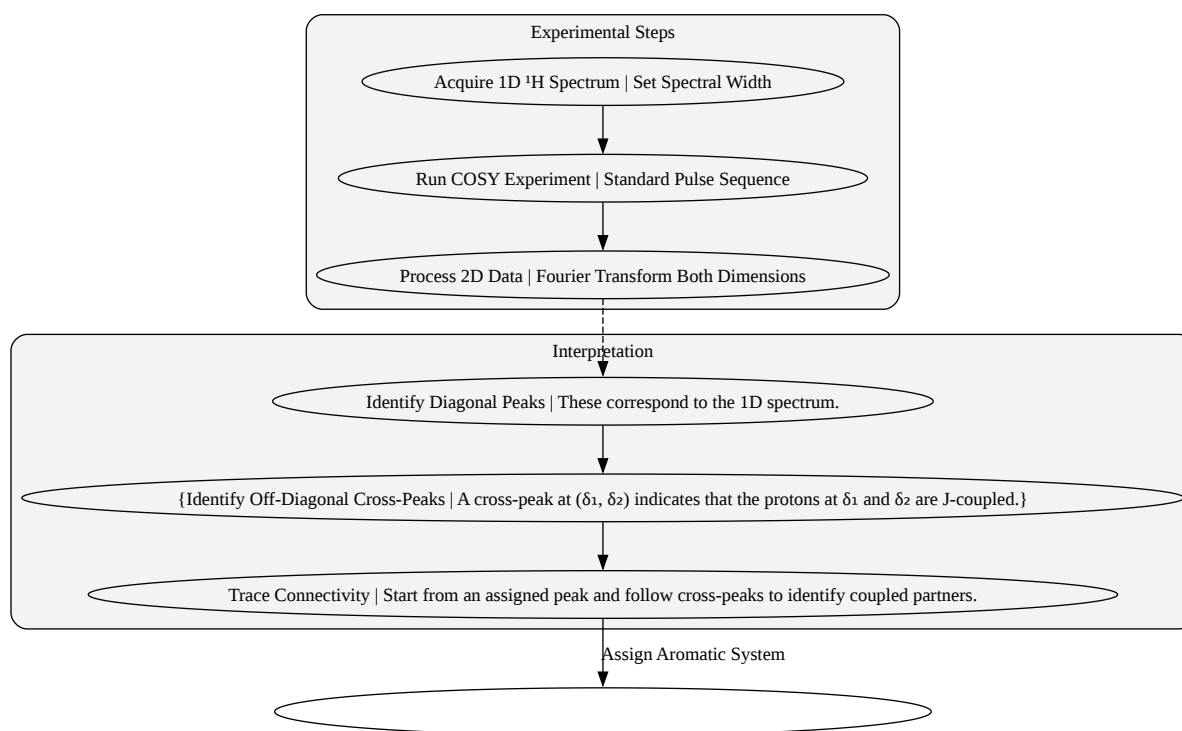 Experimental Steps
Acquire 1D ¹H Spectrum | Set Spectral Width
Run COSY Experiment | Standard Pulse Sequence
Process 2D Data | Fourier Transform Both Dimensions
Interpretation
Identify Diagonal Peaks | These correspond to the 1D spectrum.
{Identify Off-Diagonal Cross-Peaks | A cross-peak at (δ₁, δ₂) indicates that the protons at δ₁ and δ₂ are J-coupled.}
Trace Connectivity | Start from an assigned peak and follow cross-peaks to identify coupled partners.
Assign Aromatic System